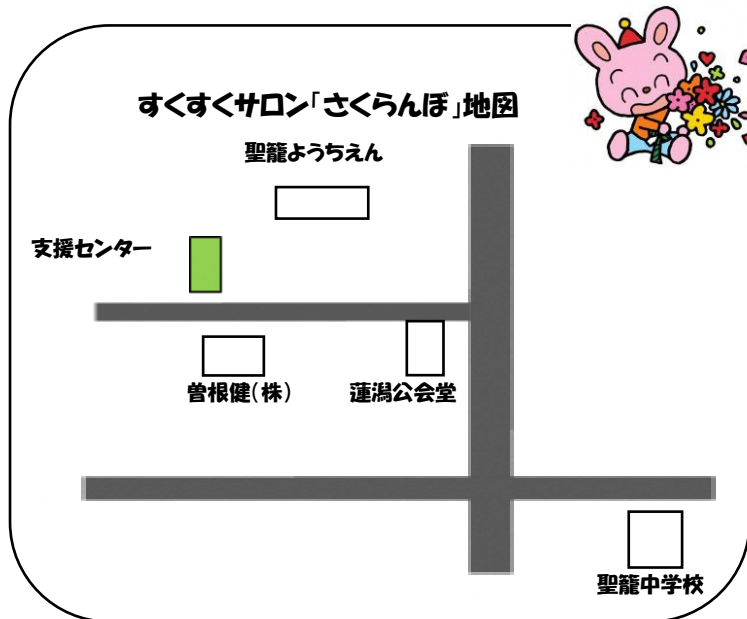 すくすくサロン「さくらんぼ」地図
聖籠ようちえん
支援センター
曽根健(株)
蓮潟公会堂
聖籠中学校